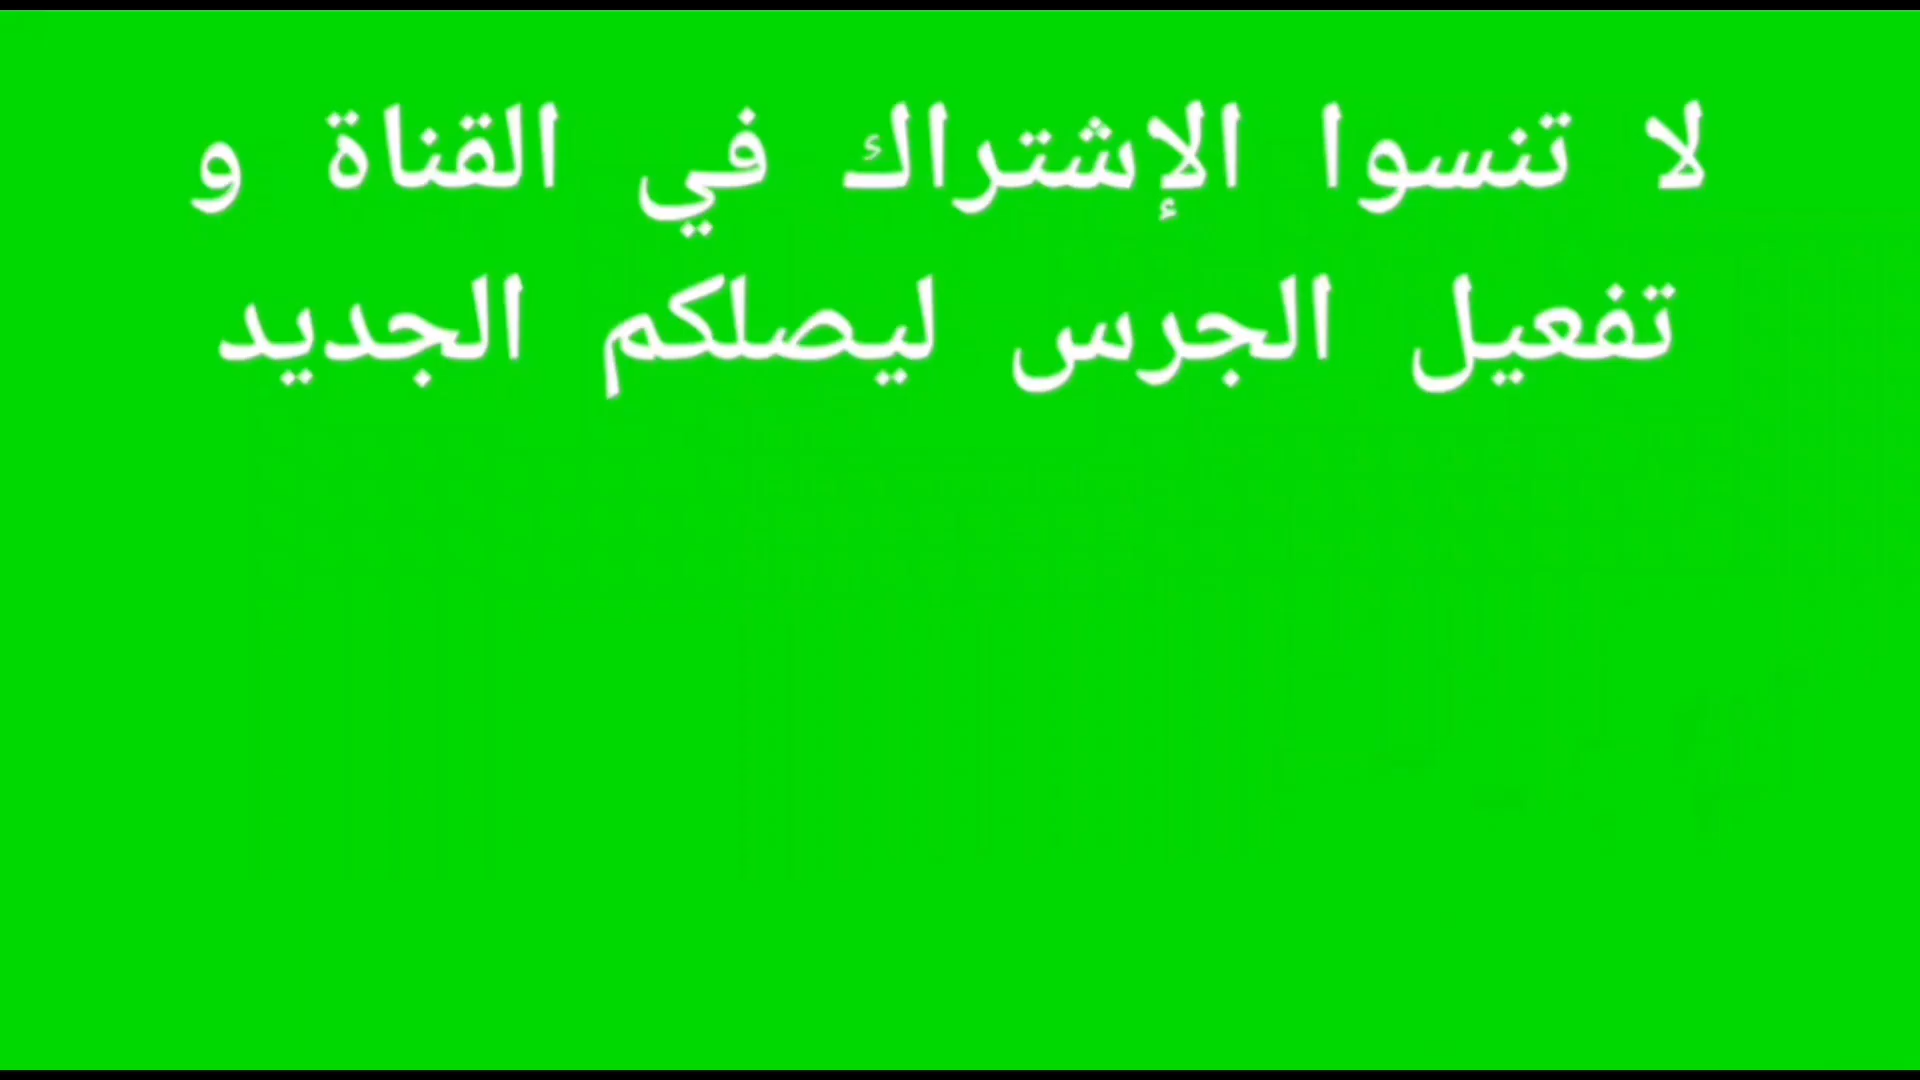 لا تنسوا الإشتراك في القناة و
تفعيل الجرس ليصلكم الجديد